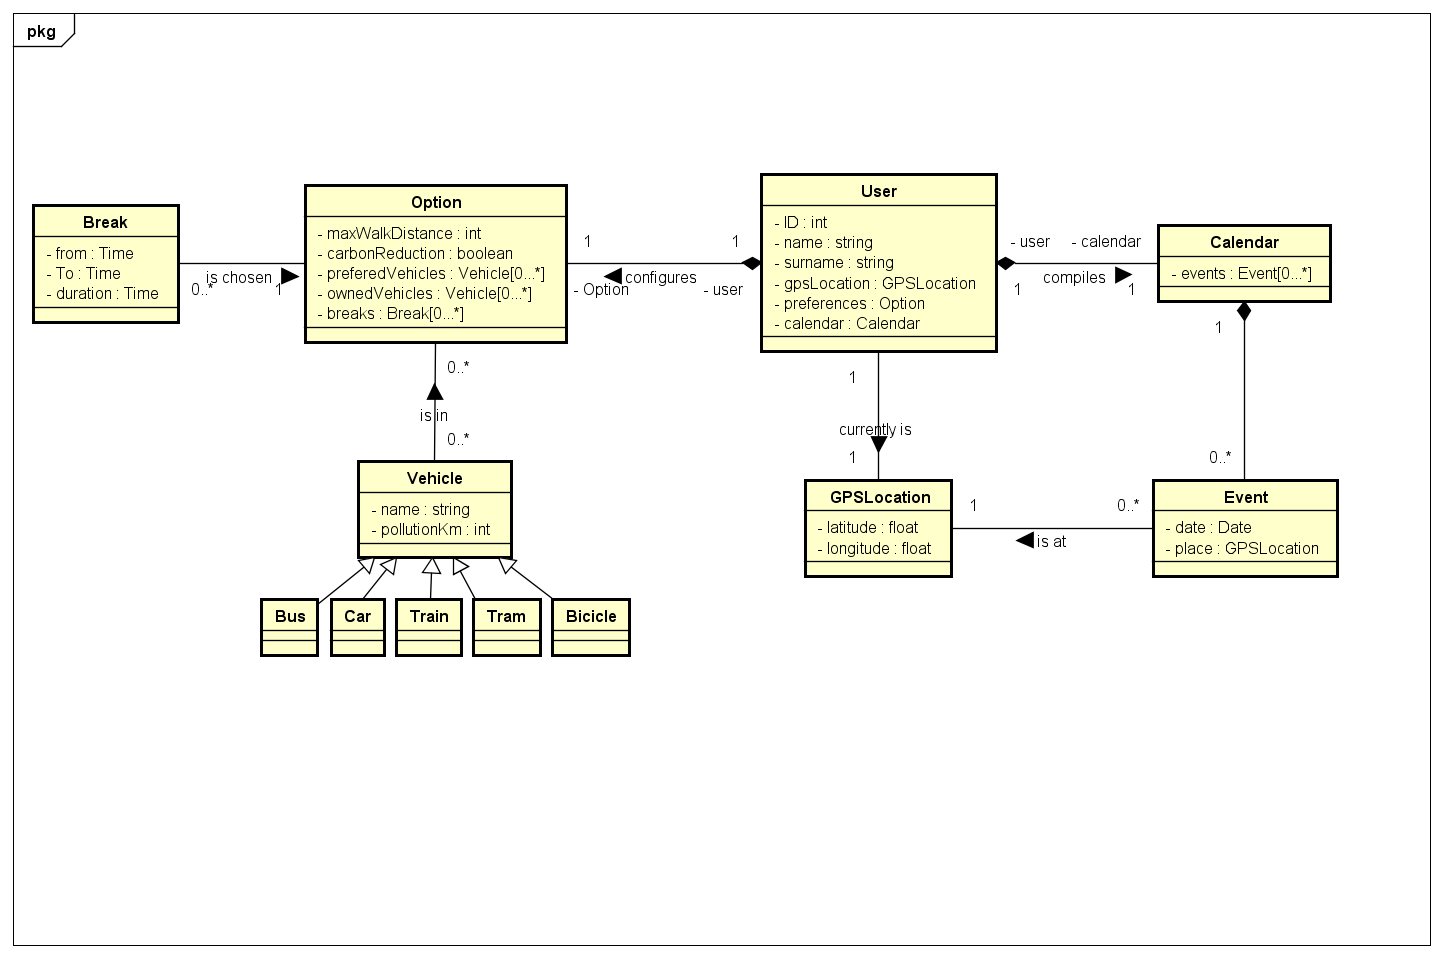 pkg
Break
- from : Time
- To : Time
- duration : Time
is chosen
0..*
1
Option
- maxWalkDistance : int
- carbonReduction : boolean
- preferedVehicles : Vehicle[0...*]
- ownedVehicles : Vehicle[0...*]
- breaks : Break[0...*]
1
1
configures
- Option
- user
User
- ID : int
- name : string
- surname : string
- gpsLocation : GPSLocation
- preferences : Option
- calendar : Calendar
- user
- calendar
compiles
1
1
Calendar
- events : Event[0...*]
1
0..*
0..*
is in
0..*
1
currently is
1
Vehicle
- name : string
- pollutionKm : int
GPSLocation
- latitude : float
- longitude : float
1
0..*
is at
Event
- date : Date
- place : GPSLocation
Bus
Car
Train
Tram
Bicicle